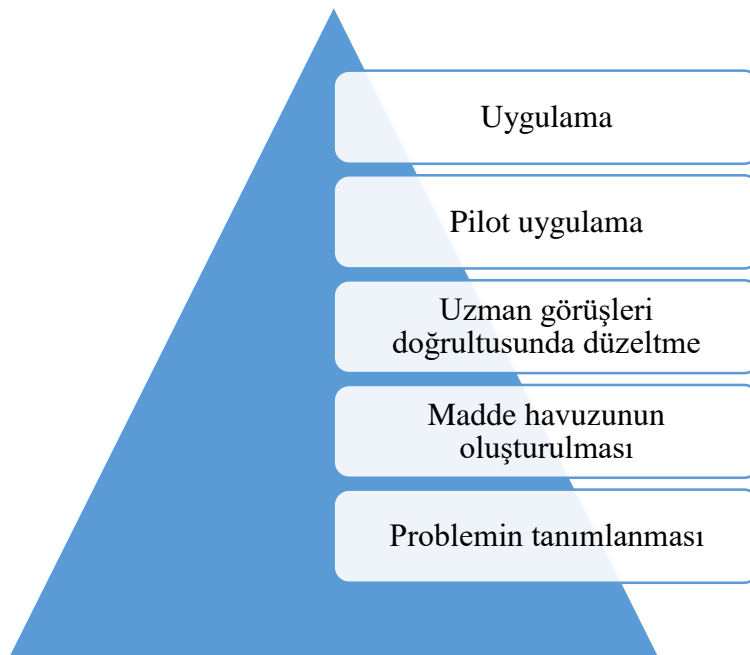 Uygulama
Pilot uygulama
Uzman görüşleri
doğrultusunda düzeltme
Madde havuzunun
oluşturulması
Problemin tanımlanması